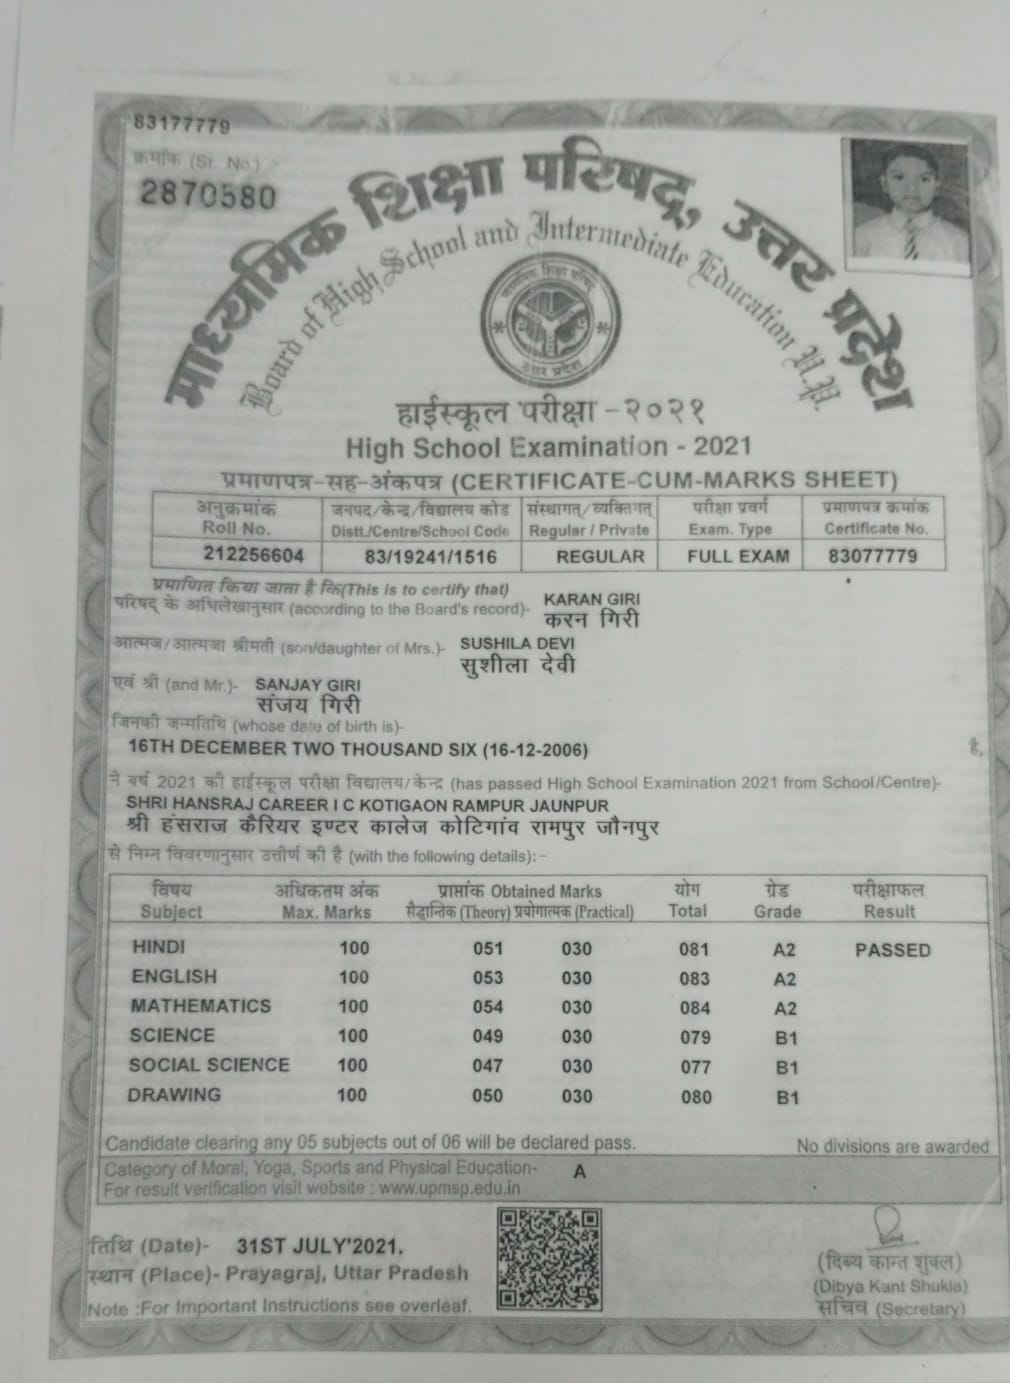 83177779
क्रमांक (Sr. No.)
2870580
माध्यमिक शिक्षा परिषद्, उत्तर प्रदेश
Board of High School and Intermediate Education U.P.
माध्यमिक शिक्षा परिषद्
उत्तर प्रदेश
हाईस्कूल परीक्षा -२०२१
High School Examination - 2021
प्रमाणपत्र-सह-अंकपत्र (CERTIFICATE-CUM-MARKS SHEET)
अनुक्रमांक जनपद/केन्द्र/विद्यालय कोड संस्थागत/व्यक्तिगत परीक्षा प्रवर्ग प्रमाणपत्र क्रमांक
Roll No. Distt./Centre/School Code Regular / Private Exam. Type Certificate No.
212256604 83/19241/1516 REGULAR FULL EXAM 83077779
प्रमाणित किया जाता है कि(This is to certify that)
परिषद् के अभिलेखानुसार (according to the Board's record)- KARAN GIRI
करन गिरी
आत्मज/आत्मजा श्रीमती (son/daughter of Mrs.)- SUSHILA DEVI
सुशीला देवी
एवं श्री (and Mr.)- SANJAY GIRI
संजय गिरी
जिनकी जन्मतिथि (whose date of birth is)-
16TH DECEMBER TWO THOUSAND SIX (16-12-2006) है,
ने वर्ष 2021 की हाईस्कूल परीक्षा विद्यालय/केन्द्र (has passed High School Examination 2021 from School/Centre)-
SHRI HANSRAJ CAREER I C KOTIGAON RAMPUR JAUNPUR
श्री हंसराज कैरियर इण्टर कालेज कोटिगांव रामपुर जौनपुर
से निम्न विवरणानुसार उत्तीर्ण की है (with the following details):-
विषय अधिकतम अंक प्राप्तांक Obtained Marks योग ग्रेड परीक्षाफल
Subject Max. Marks सैद्धान्तिक (Theory) प्रयोगात्मक (Practical) Total Grade Result
HINDI 100 051 030 081 A2 PASSED
ENGLISH 100 053 030 083 A2
MATHEMATICS 100 054 030 084 A2
SCIENCE 100 049 030 079 B1
SOCIAL SCIENCE 100 047 030 077 B1
DRAWING 100 050 030 080 B1
Candidate clearing any 05 subjects out of 06 will be declared pass. No divisions are awarded
Category of Moral, Yoga, Sports and Physical Education- A
For result verification visit website : www.upmsp.edu.in
तिथि (Date)- 31ST JULY'2021.
स्थान (Place)- Prayagraj, Uttar Pradesh
Note :For Important Instructions see overleaf.
(दिब्य कान्त शुक्ल)
(Dibya Kant Shukla)
सचिव (Secretary)